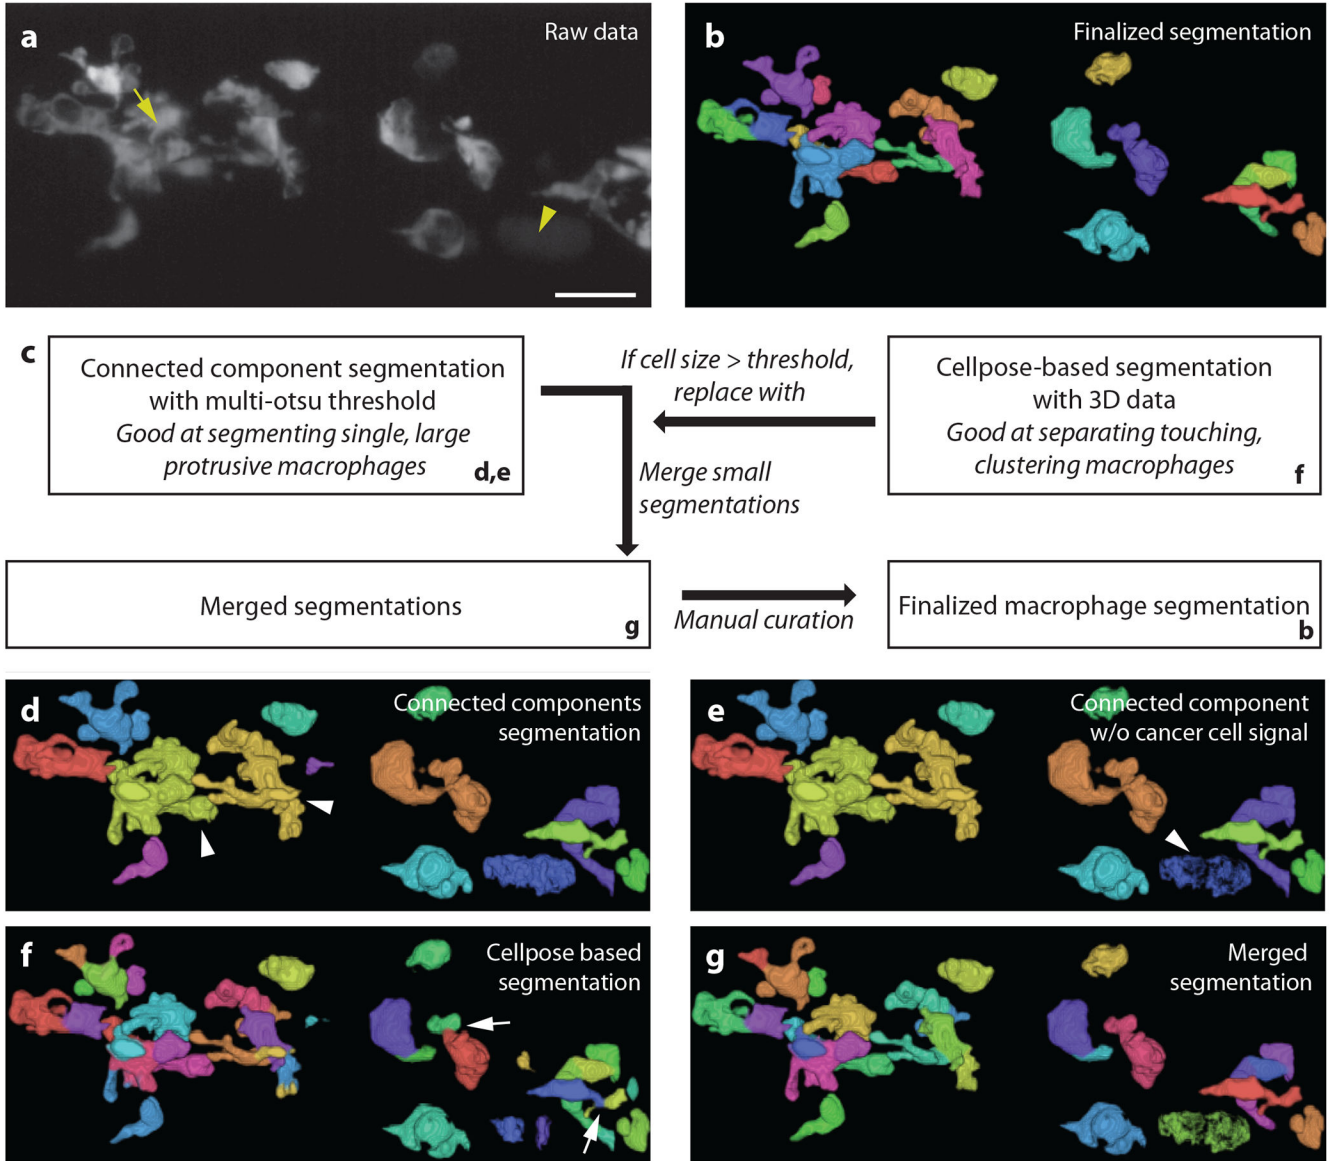 a
Raw data
b
Finalized segmentation
c
Connected component segmentation
with multi-otsu threshold
Good at segmenting single, large
protrusive macrophages
d,e
If cell size > threshold,
replace with
Cellpose-based segmentation
with 3D data
Good at separating touching,
clustering macrophages
f
Merge small
segmentations
Merged segmentations
g
Manual curation
Finalized macrophage segmentation
b
d
Connected components
segmentation
e
Connected component
w/o cancer cell signal
f
Cellpose based
segmentation
g
Merged
segmentation